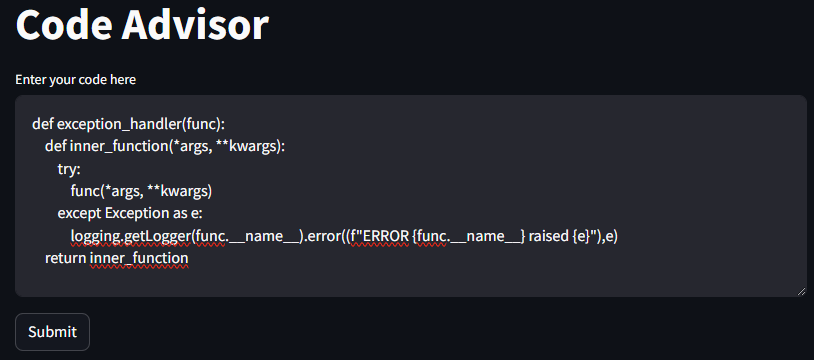 Code Advisor
Enter your code here
def exception_handler(func):
    def inner_function(*args, **kwargs):
        try:
            func(*args, **kwargs)
        except Exception as e:
            logging.getLogger(func.__name__).error((f"ERROR {func.__name__} raised {e}"),e)
    return inner_function
Submit